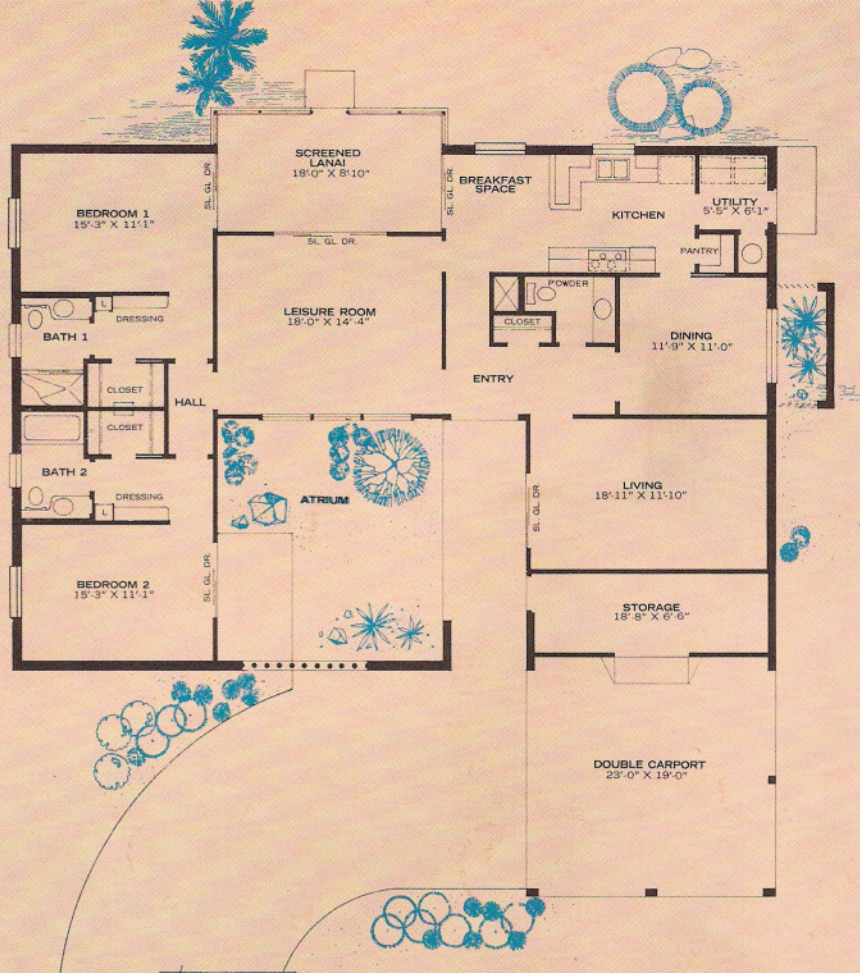 SCREENED
LANAI
18'-0" X 8'-10"
SL. GL. DR.
SL. GL. DR.
SL. GL. DR.
BREAKFAST
SPACE
KITCHEN
UTILITY
5'-5" X 6'-1"
PANTRY
BEDROOM 1
15'-3" X 11'-1"
LEISURE ROOM
18'-0" X 14'-4"
POWDER
CLOSET
DINING
11'-9" X 11'-0"
L
DRESSING
BATH 1
CLOSET
HALL
ENTRY
CLOSET
BATH 2
L
DRESSING
ATRIUM
LIVING
18'-11" X 11'-10"
SL. GL. DR.
BEDROOM 2
15'-3" X 11'-1"
SL. GL. DR.
STORAGE
18'-8" X 6'-6"
DOUBLE CARPORT
23'-0" X 19'-0"